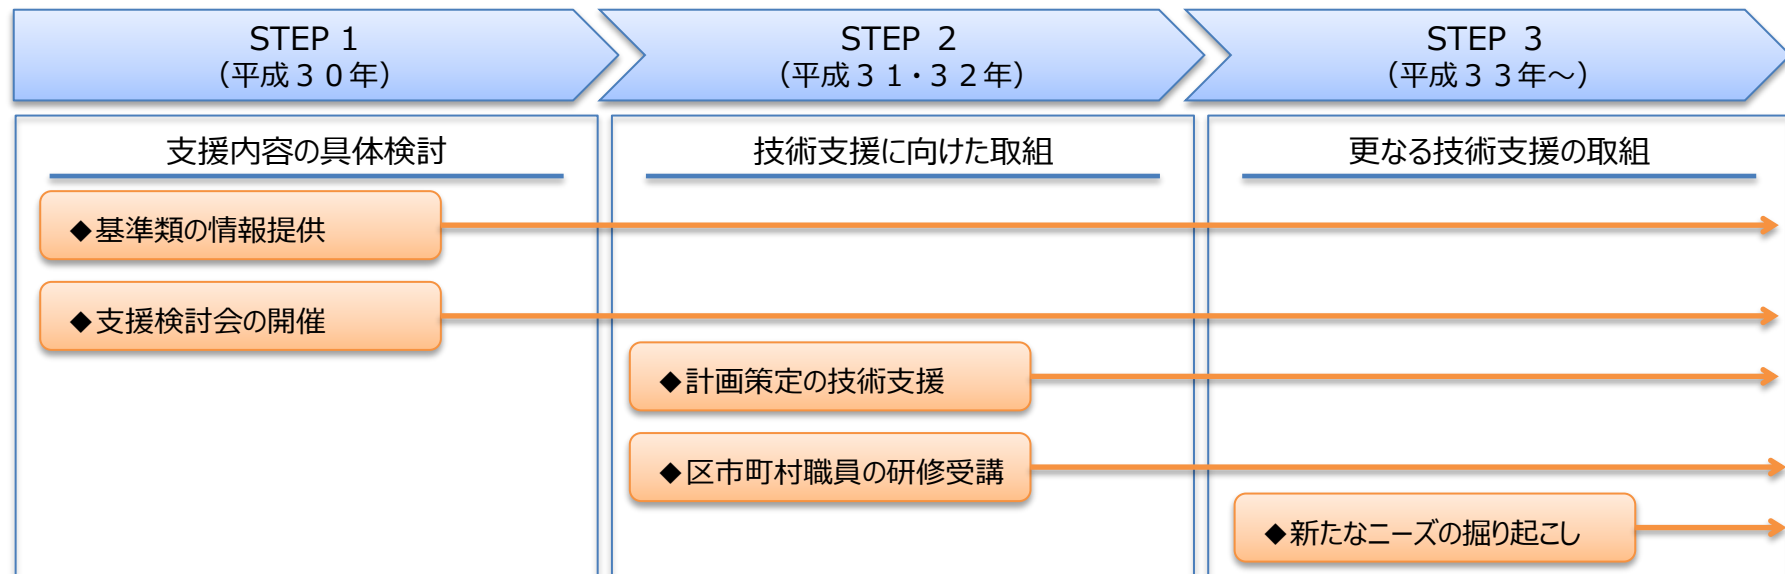 STEP 1
（平成３０年）
STEP 2
（平成３１・３２年）
STEP 3
（平成３３年～）
支援内容の具体検討
技術支援に向けた取組
更なる技術支援の取組
◆基準類の情報提供
◆支援検討会の開催
◆計画策定の技術支援
◆区市町村職員の研修受講
◆新たなニーズの掘り起こし